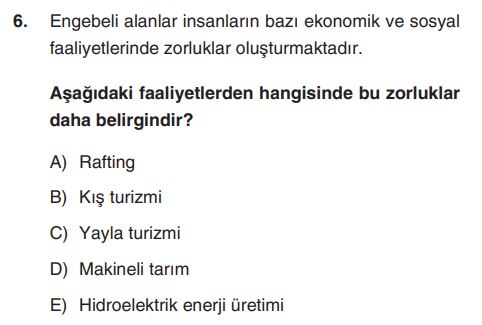 6. Engebeli alanlar insanların bazı ekonomik ve sosyal
faaliyetlerinde zorluklar oluşturmaktadır.
Aşağıdaki faaliyetlerden hangisinde bu zorluklar
daha belirgindir?
A) Rafting
B) Kış turizmi
C) Yayla turizmi
D) Makineli tarım
E) Hidroelektrik enerji üretimi